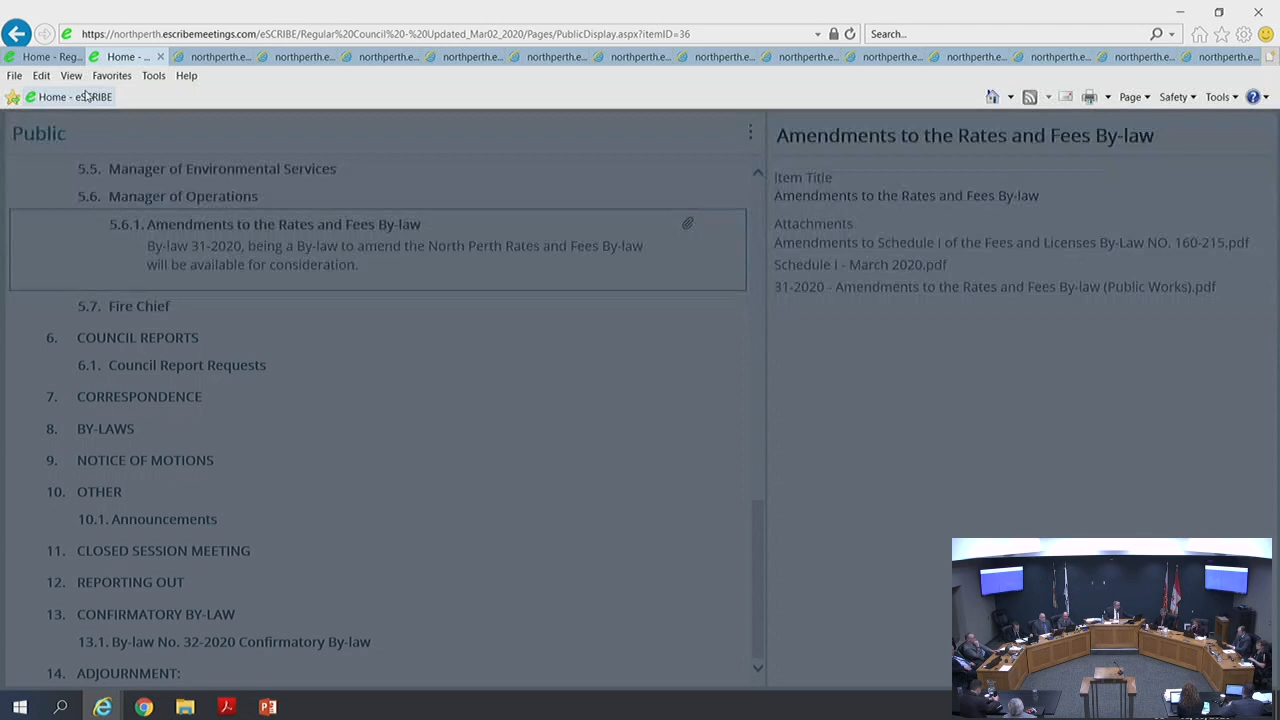 https://northperth.escribemeetings.com/eSCRIBE/Regular%20Council%20-%20Updated_Mar02_2020/Pages/PublicDisplay.aspx?itemID=36
Search...
Home - Reg...
Home - ...
northperth.e...
northperth.e...
northperth.e...
northperth.e...
northperth.e...
northperth.e...
northperth.e...
northperth.e...
northperth.e...
northperth.e...
northperth.e...
northperth.e...
northperth.e...
File Edit View Favorites Tools Help
Home - eSCRIBE
Page Safety Tools
Public
5.5. Manager of Environmental Services
5.6. Manager of Operations
5.6.1. Amendments to the Rates and Fees By-law
By-law 31-2020, being a By-law to amend the North Perth Rates and Fees By-law
will be available for consideration.
5.7. Fire Chief
6. COUNCIL REPORTS
6.1. Council Report Requests
7. CORRESPONDENCE
8. BY-LAWS
9. NOTICE OF MOTIONS
10. OTHER
10.1. Announcements
11. CLOSED SESSION MEETING
12. REPORTING OUT
13. CONFIRMATORY BY-LAW
13.1. By-law No. 32-2020 Confirmatory By-law
14. ADJOURNMENT:
Amendments to the Rates and Fees By-law
Item Title
Amendments to the Rates and Fees By-law
Attachments
Amendments to Schedule I of the Fees and Licenses By-Law NO. 160-215.pdf
Schedule I - March 2020.pdf
31-2020 - Amendments to the Rates and Fees By-law (Public Works).pdf